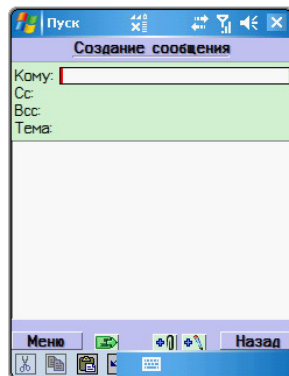 Пуск
Создание сообщения
Кому:
Cc:
Bcc:
Тема:
Меню Назад